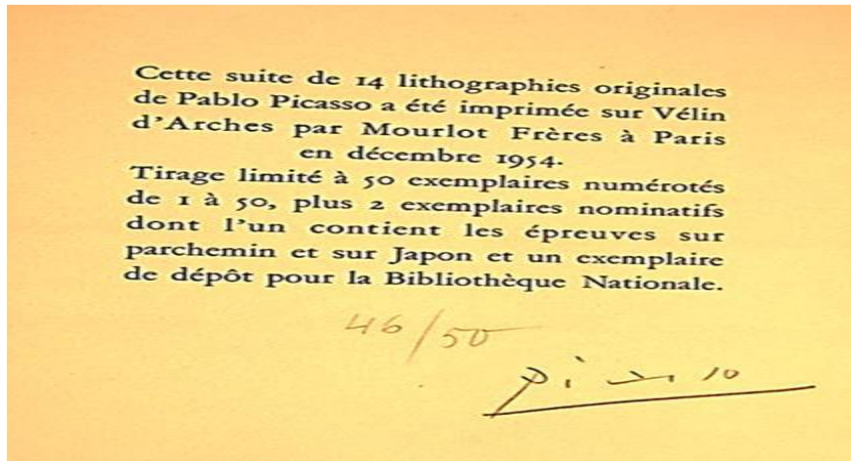 Cette suite de 14 lithographies originales
de Pablo Picasso a été imprimée sur Vélin
d'Arches par Mourlot Frères à Paris
en décembre 1954.
Tirage limité à 50 exemplaires numérotés
de 1 à 50, plus 2 exemplaires nominatifs
dont l'un contient les épreuves sur
parchemin et sur Japon et un exemplaire
de dépôt pour la Bibliothèque Nationale.
46/50
Picasso